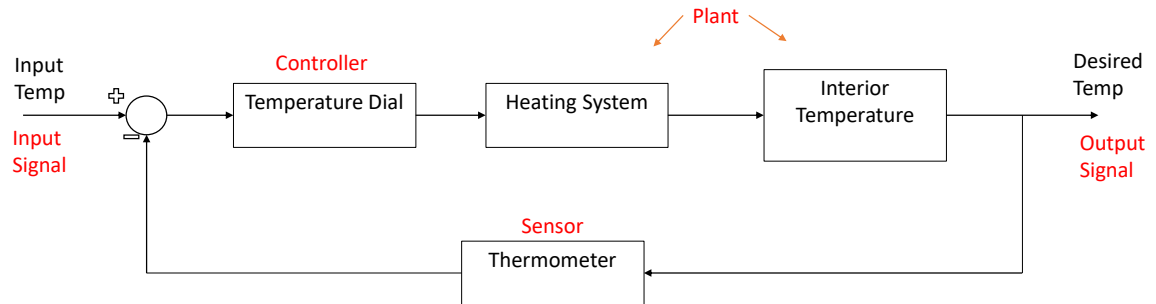 Plant
Input
Temp
Controller
Desired
Temp
Temperature Dial
Heating System
Interior
Temperature
Input
Signal
Output
Signal
Sensor
Thermometer